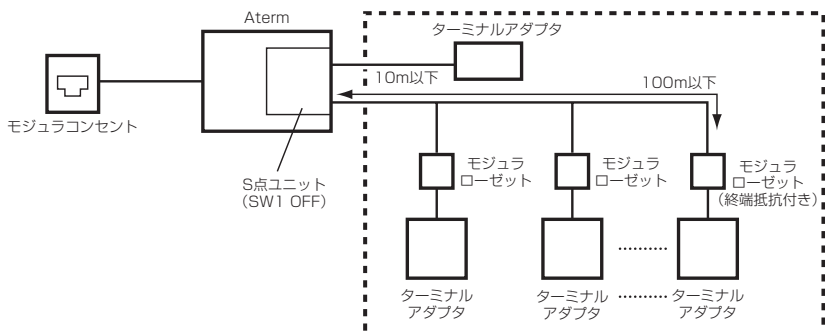 Aterm
ターミナルアダプタ
10m以下
100m以下
モジュラコンセント
S点ユニット
(SW1 OFF)
モジュラ
ローゼット
モジュラ
ローゼット
モジュラ
ローゼット
(終端抵抗付き)
ターミナル
アダプタ
ターミナル
アダプタ
ターミナル
アダプタ